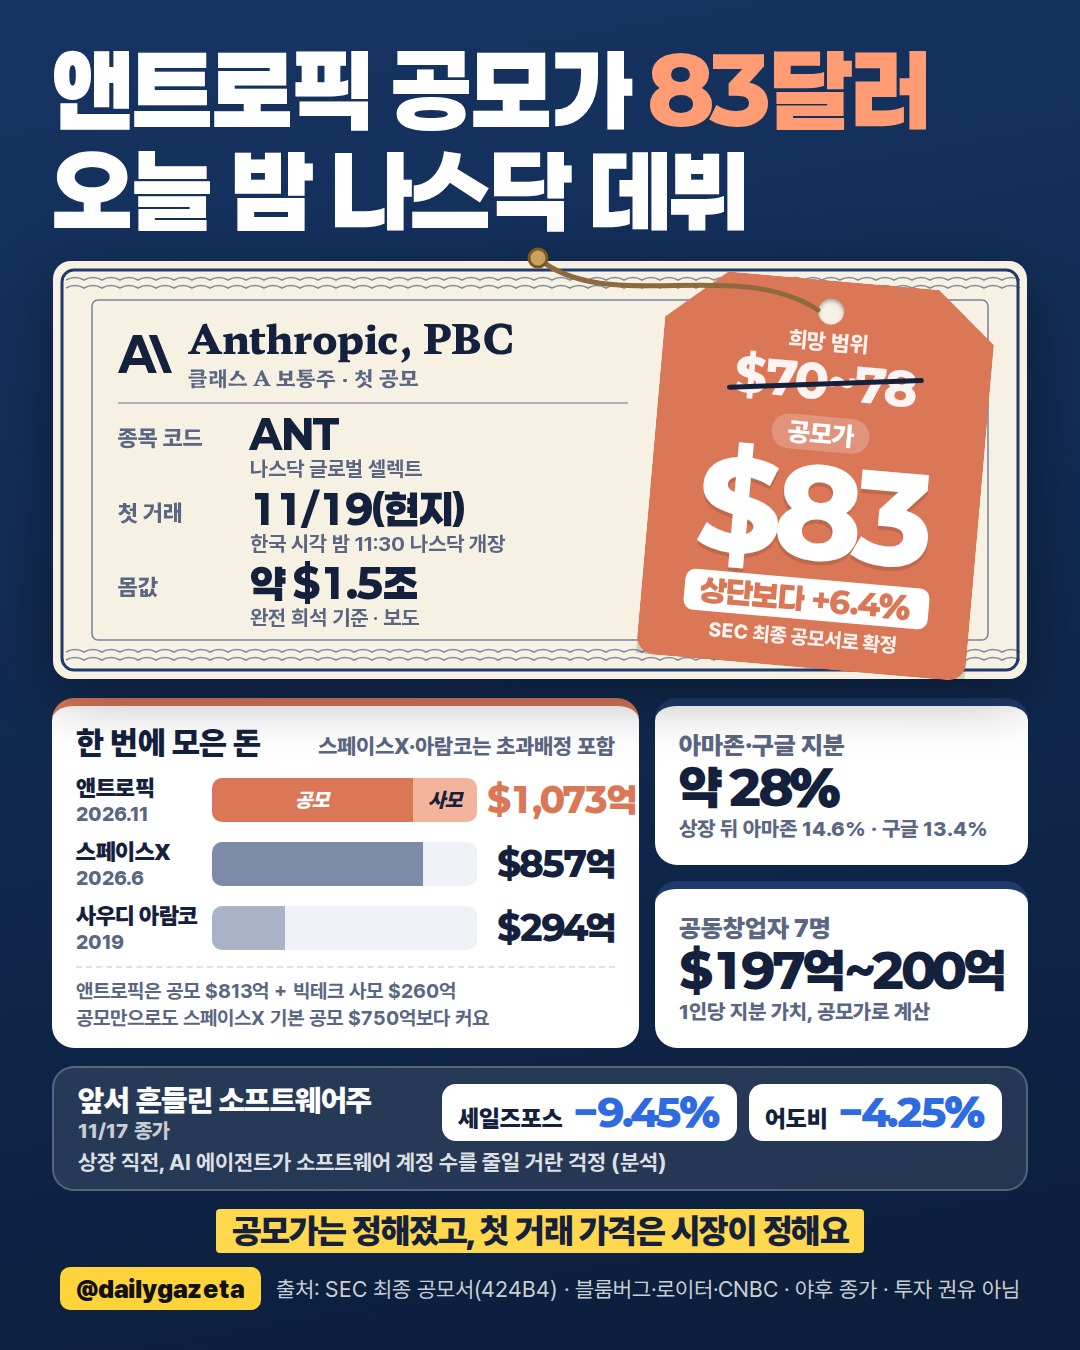 앤트로픽 공모가 83달러
오늘 밤 나스닥 데뷔
Anthropic, PBC
클래스 A 보통주 · 첫 공모
종목 코드
ANT
나스닥 글로벌 셀렉트
첫 거래
11/19(현지)
한국 시각 밤 11:30 나스닥 개장
몸값
약 $1.5조
완전 희석 기준 · 보도
희망 범위
$70~78
공모가
$83
상단보다 +6.4%
SEC 최종 공모서로 확정
한 번에 모은 돈
스페이스X·아람코는 초과배정 포함
앤트로픽
2026.11
공모
사모
$1,073억
스페이스X
2026.6
$857억
사우디 아람코
2019
$294억
앤트로픽은 공모 $813억 + 빅테크 사모 $260억
공모만으로도 스페이스X 기본 공모 $750억보다 커요
아마존·구글 지분
약 28%
상장 뒤 아마존 14.6% · 구글 13.4%
공동창업자 7명
$197억~200억
1인당 지분 가치, 공모가로 계산
앞서 흔들린 소프트웨어주
11/17 종가
세일즈포스 −9.45%
어도비 −4.25%
상장 직전, AI 에이전트가 소프트웨어 계정 수를 줄일 거란 걱정 (분석)
공모가는 정해졌고, 첫 거래 가격은 시장이 정해요
@dailygazeta
출처: SEC 최종 공모서(424B4) · 블룸버그·로이터·CNBC · 야후 종가 · 투자 권유 아님